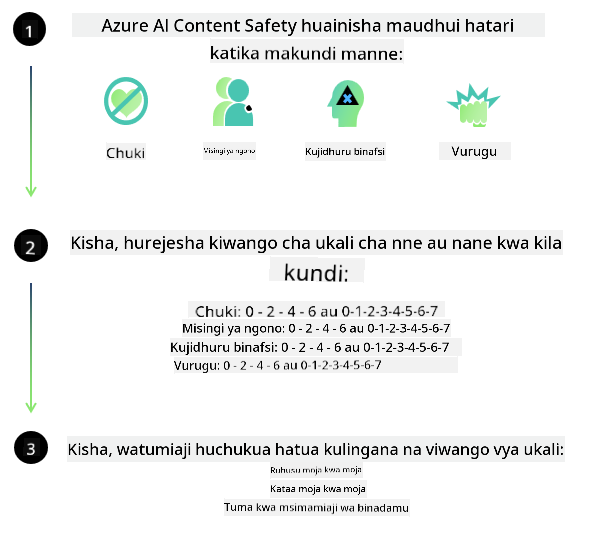 1
Azure AI Content Safety huainisha maudhui hatari
katika makundi manne:
Chuki
Misingi ya ngono
Kujidhuru binafsi
Vurugu
2
Kisha, hurejesha kiwango cha ukali cha nne au nane kwa kila
kundi:
Chuki: 0 - 2 - 4 - 6 au 0-1-2-3-4-5-6-7
Misingi ya ngono: 0 - 2 - 4 - 6 au 0-1-2-3-4-5-6-7
Kujidhuru binafsi: 0 - 2 - 4 - 6 au 0-1-2-3-4-5-6-7
Vurugu: 0 - 2 - 4 - 6 au 0-1-2-3-4-5-6-7
3
Kisha, watumiaji huchukua hatua kulingana na viwango vya ukali:
Ruhusu moja kwa moja
Kataa moja kwa moja
Tuma kwa msimamiaji wa binadamu